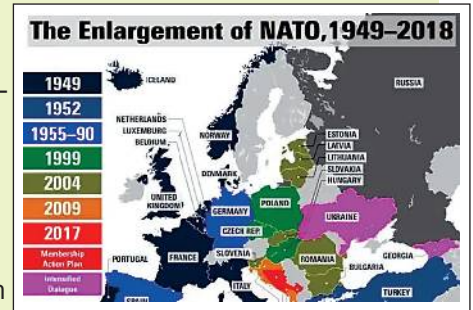 The Enlargement of NATO, 1949–2018
1949
1952
1955–90
1999
2004
2009
2017
Membership
Action Plan
Intensified
Dialogue
ICELAND
RUSSIA
NETHERLANDS
LUXEMBURG
BELGIUM
NORWAY
ESTONIA
LATVIA
LITHUANIA
SLOVAKIA
HUNGARY
DENMARK
UNITED
KINGDOM
GERMANY
POLAND
UKRAINE
CZECH REP.
FRANCE
SLOVENIA
ROMANIA
GEORGIA
BULGARIA
PORTUGAL
ITALY
TURKEY
SPAIN
n